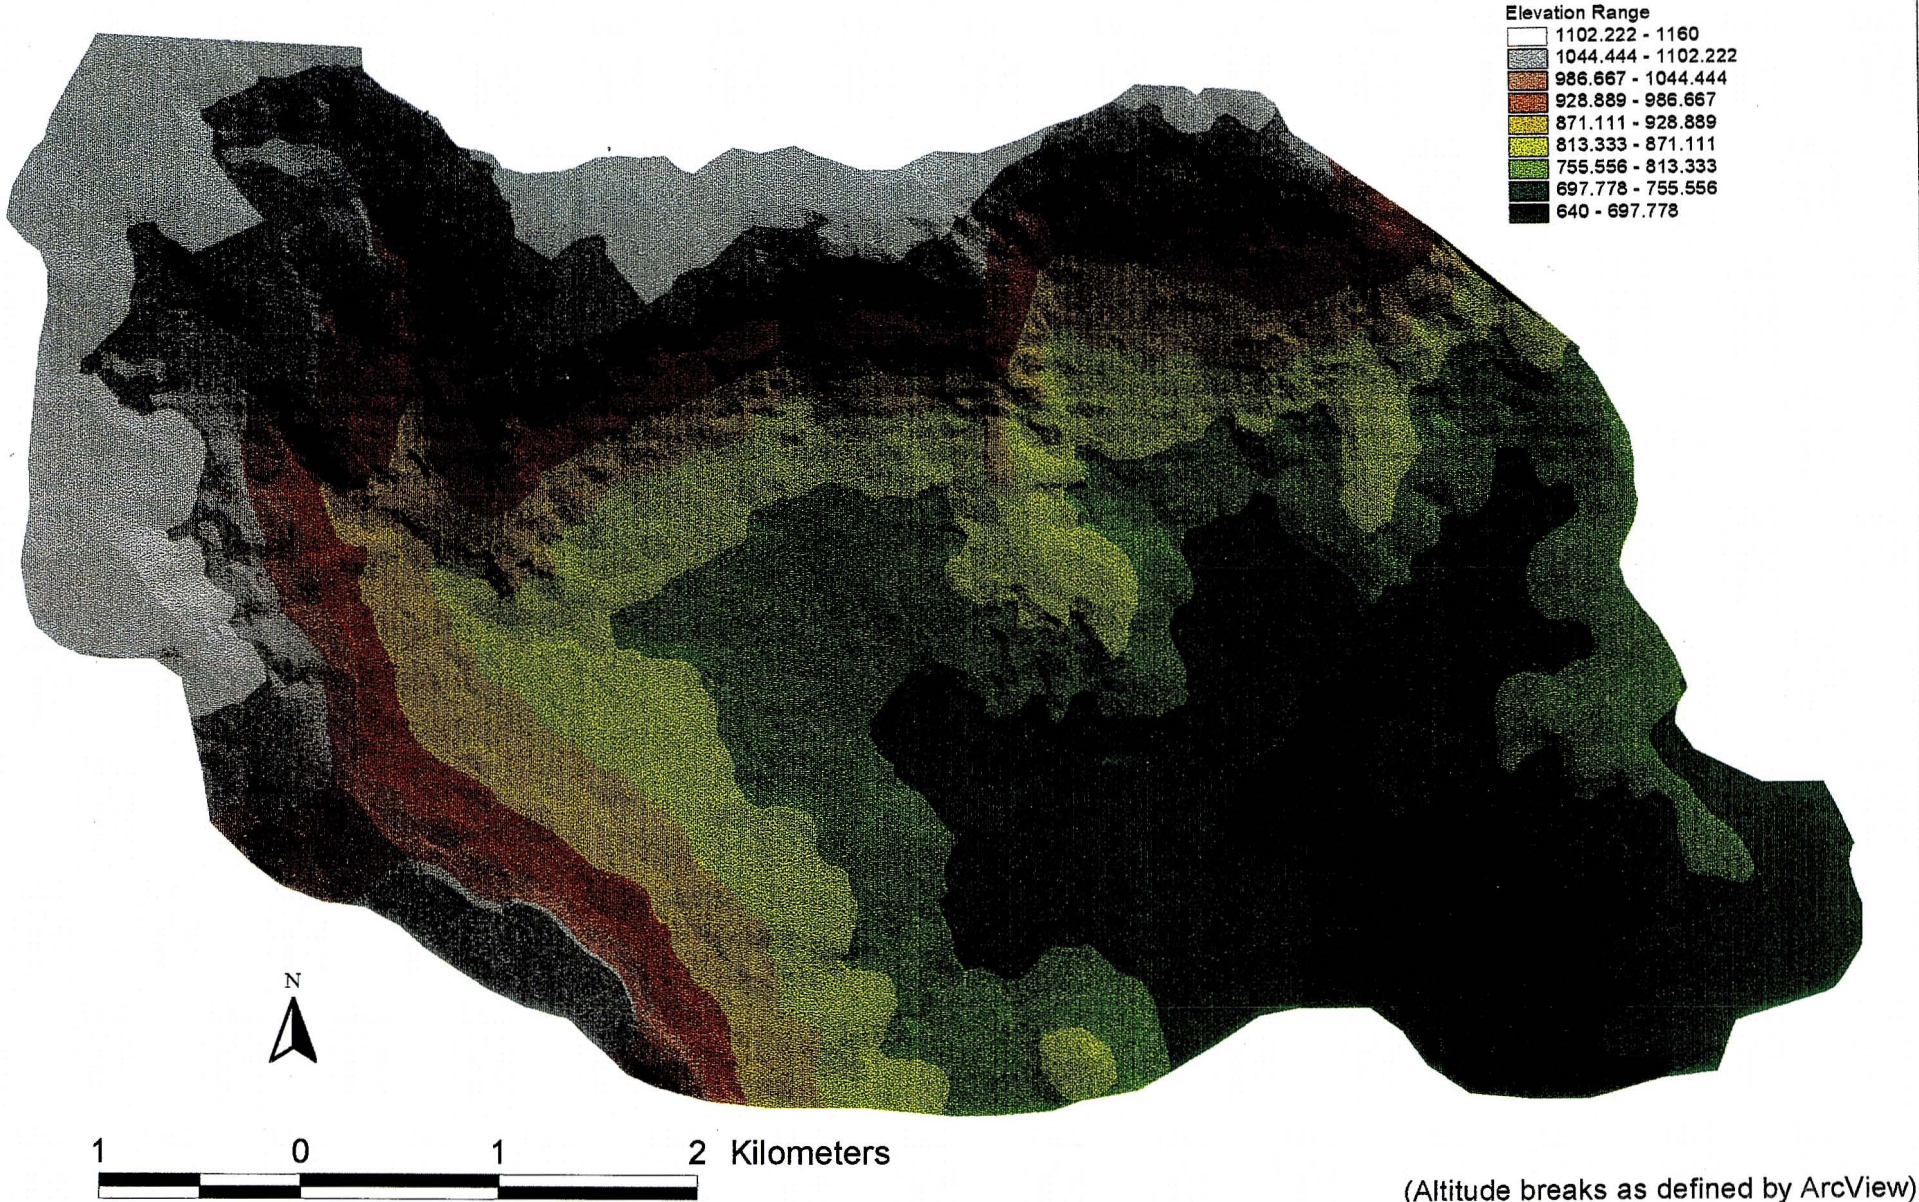 Elevation Range
1102.222 - 1160
1044.444 - 1102.222
986.667 - 1044.444
928.889 - 986.667
871.111 - 928.889
813.333 - 871.111
755.556 - 813.333
697.778 - 755.556
640 - 697.778
N
1 0 1 2 Kilometers
(Altitude breaks as defined by ArcView)